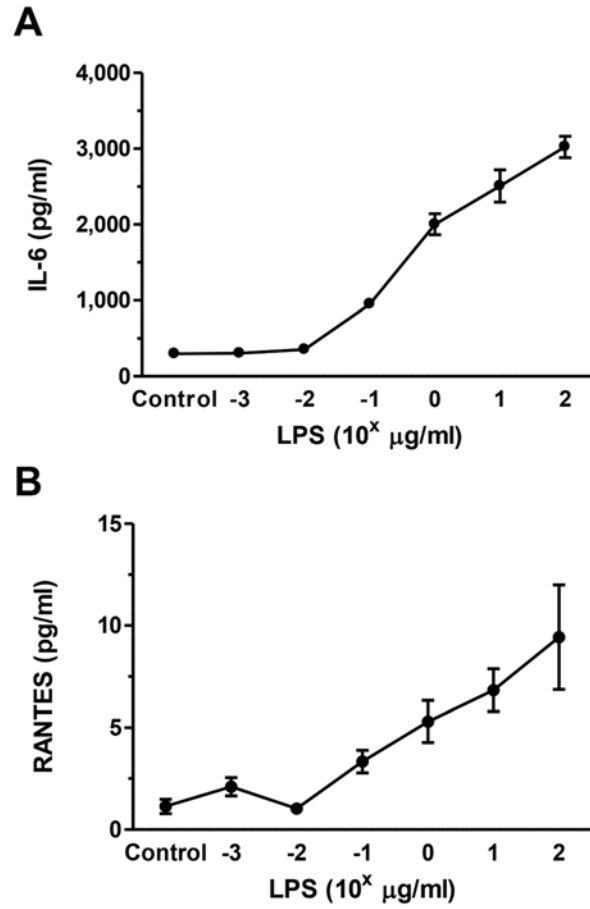 A
4,000
3,000
2,000
1,000
0
IL-6 (pg/ml)
Control -3 -2 -1 0 1 2
LPS (10^x μg/ml)
B
15
10
5
0
RANTES (pg/ml)
Control -3 -2 -1 0 1 2
LPS (10^x μg/ml)